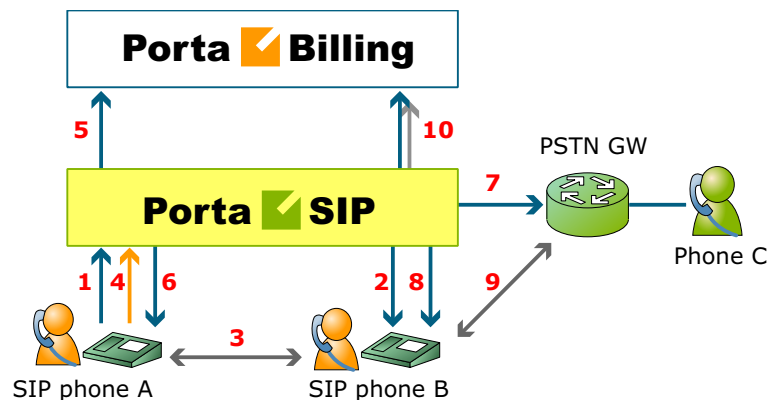 Porta Billing
5
10
PSTN GW
7
Porta SIP
Phone C
1
4
6
2
8
9
3
SIP phone A
SIP phone B